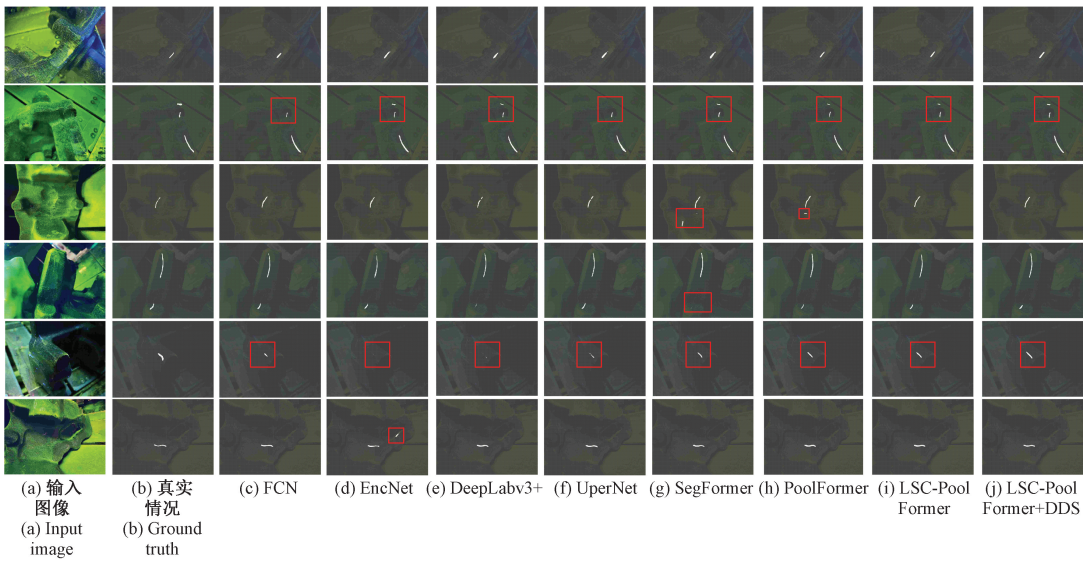 (a) 输入
图像
(a) Input
image
(b) 真实
情况
(b) Ground
truth
(c) FCN
(d) EncNet
(e) DeepLabv3+
(f) UperNet
(g) SegFormer
(h) PoolFormer
(i) LSC-Pool
Former
(j) LSC-Pool
Former+DDS